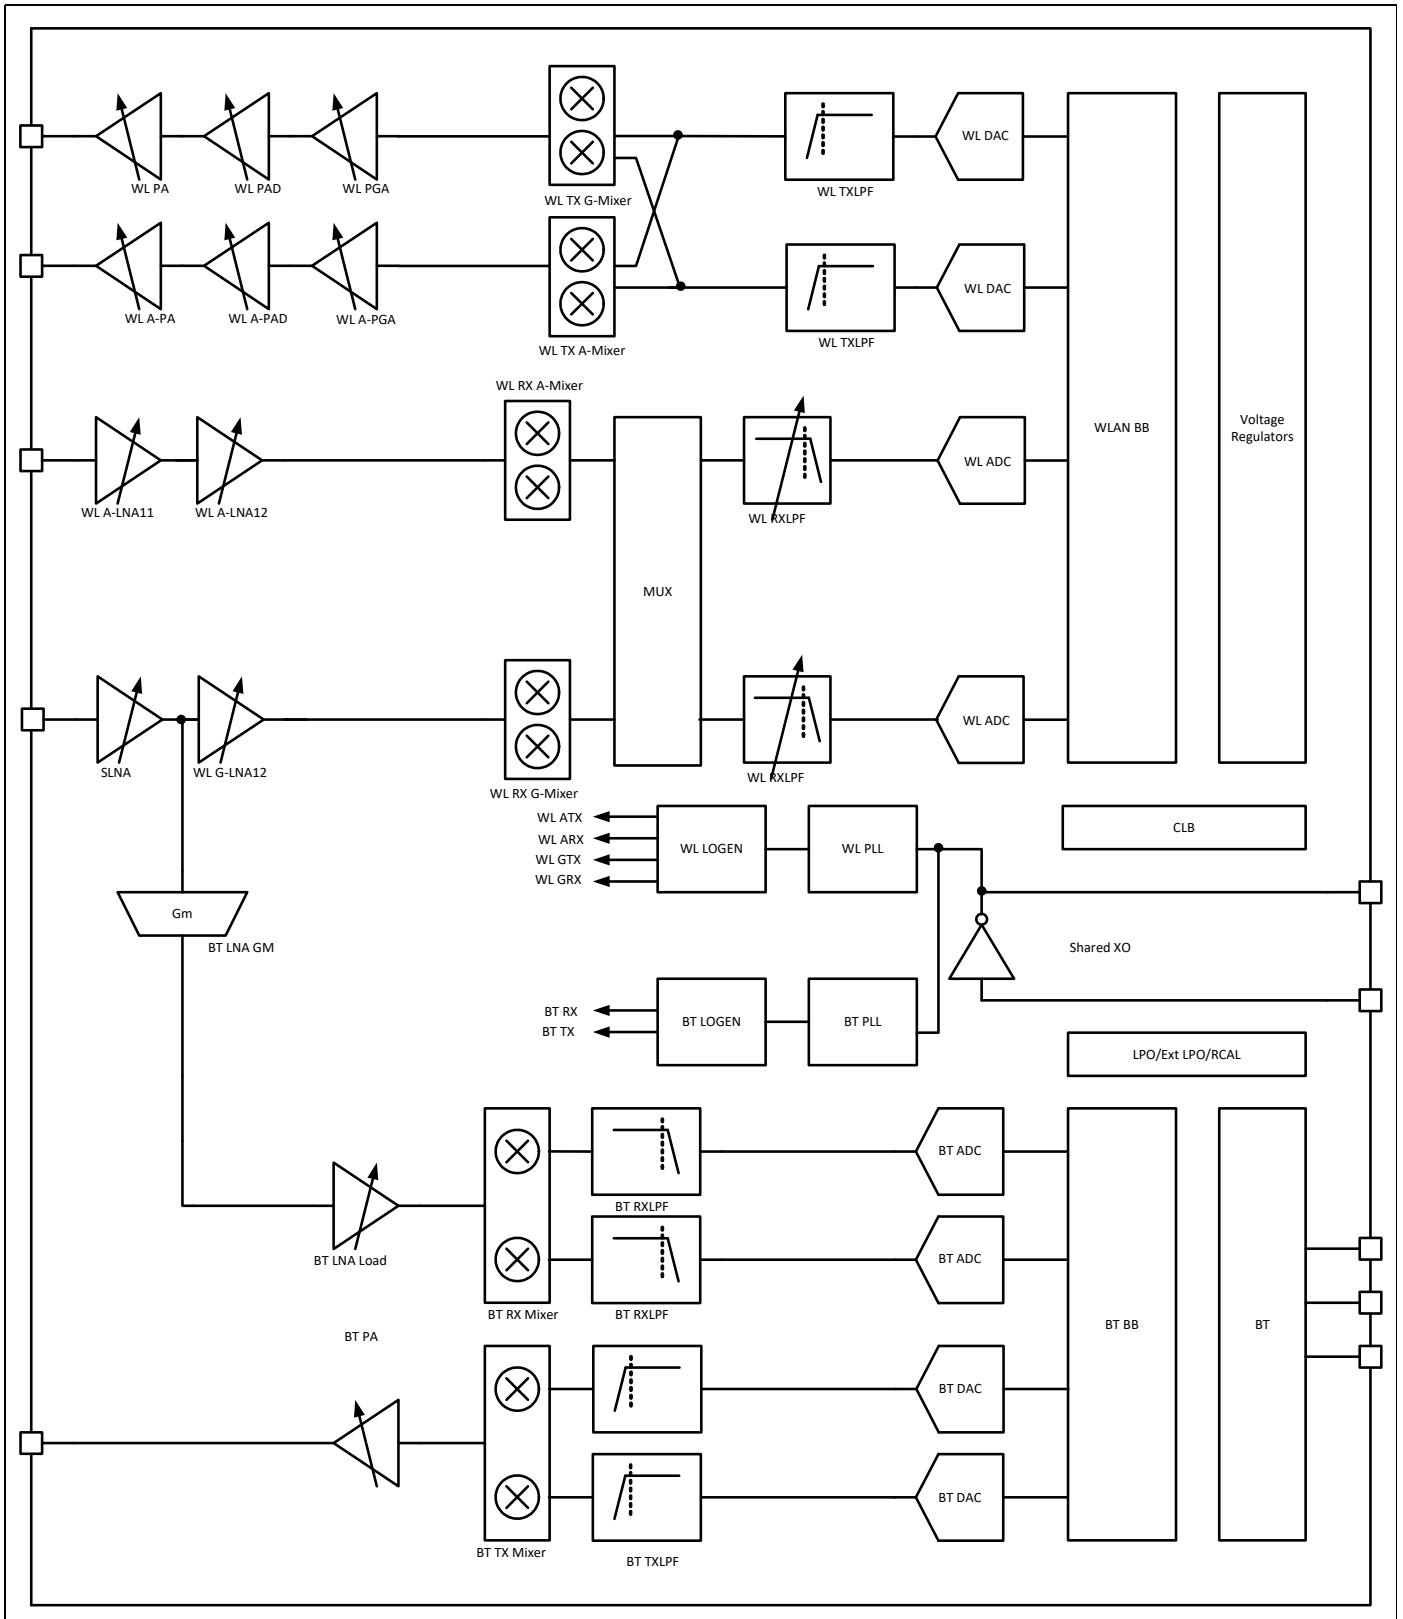 WL PA
WL PAD
WL PGA
WL TX G-Mixer
WL TXLPF
WL DAC
WL A-PA
WL A-PAD
WL A-PGA
WL TX A-Mixer
WL TXLPF
WL DAC
WL RX A-Mixer
WL A-LNA11
WL A-LNA12
WL RXLPF
WL ADC
WLAN BB
Voltage
Regulators
MUX
SLNA
WL G-LNA12
WL RX G-Mixer
WL RXLPF
WL ADC
WL ATX
WL ARX
WL GTX
WL GRX
WL LOGEN
WL PLL
CLB
Gm
BT LNA GM
Shared XO
BT RX
BT TX
BT LOGEN
BT PLL
LPO/Ext LPO/RCAL
BT ADC
BT RXLPF
BT LNA Load
BT ADC
BT RX Mixer
BT RXLPF
BT BB
BT
BT PA
BT DAC
BT DAC
BT TX Mixer
BT TXLPF